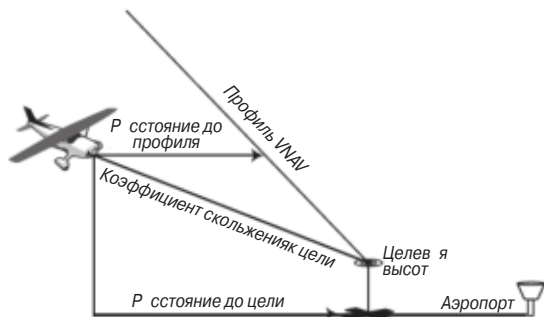 Р сстояние до
профиля
Профиль VNAV
Коэффициент скольженияк цели
Целев я
высот
Р сстояние до цели
Аэропорт